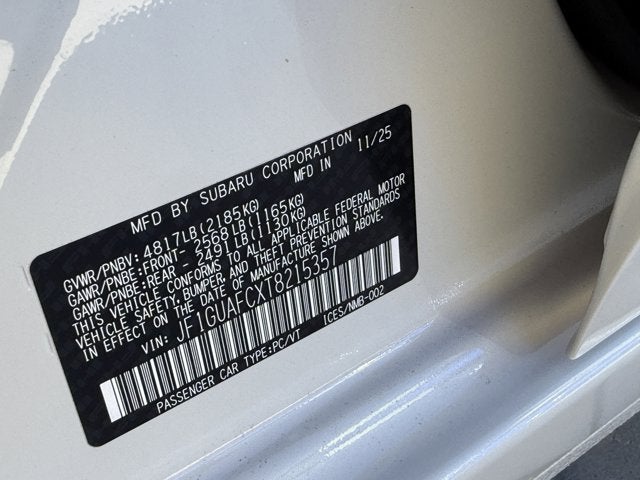 MFD BY SUBARU CORPORATION
MFD IN 11/25
GVWR/PNBV: 4817LB(2185KG)
GAWR/PNBE:FRONT- 2568LB(1165KG)
GAWR/PNBE:REAR - 2491LB(1130KG)
THIS VEHICLE CONFORMS TO ALL APPLICABLE FEDERAL MOTOR
VEHICLE SAFETY, BUMPER, AND THEFT PREVENTION STANDARDS
IN EFFECT ON THE DATE OF MANUFACTURE SHOWN ABOVE.
VIN: JF1GUAFCXT8215357
PASSENGER CAR TYPE:PC/VT ICES/NMB-002